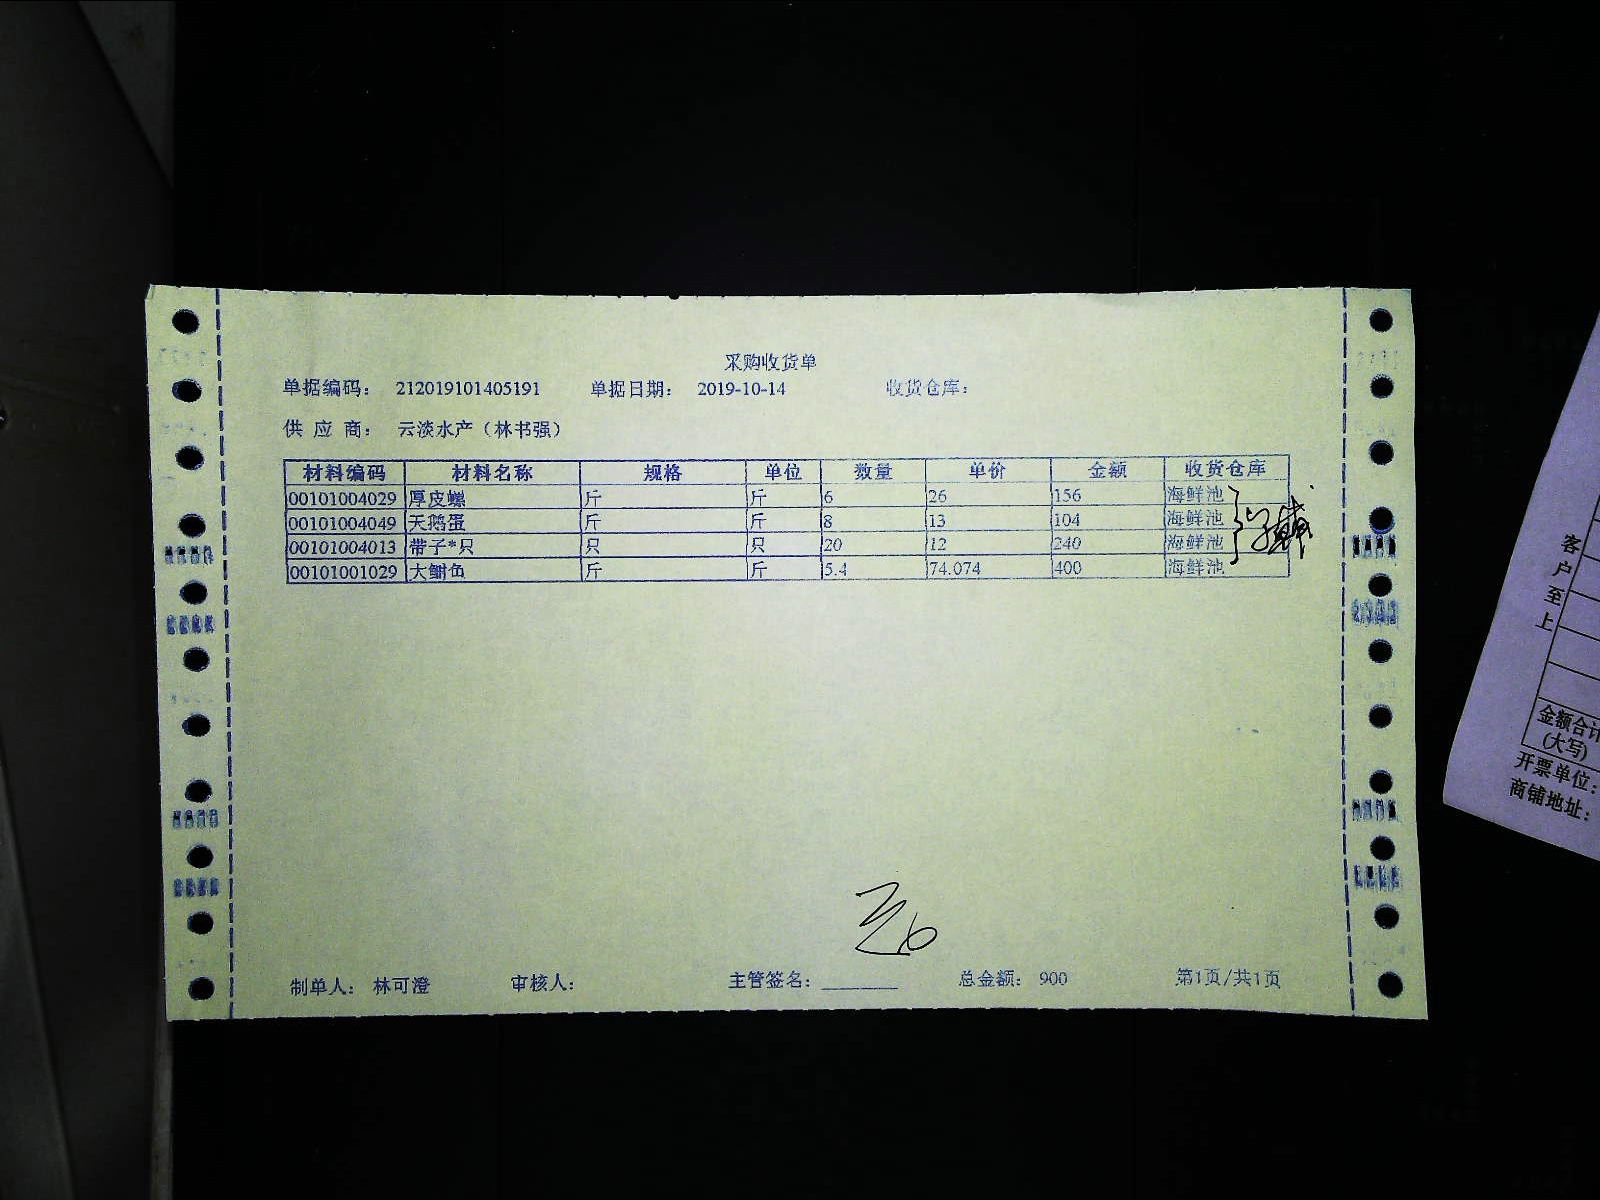 采购收货单
单据编码： 212019101405191 单据日期： 2019-10-14 收货仓库：
供 应 商： 云淡水产（林书强）
材料编码 材料名称 规格 单位 数量 单价 金额 收货仓库
00101004029 厚皮螺 斤 斤 6 26 156 海鲜池
00101004049 天鹅蛋 斤 斤 8 13 104 海鲜池
00101004013 带子*只 只 只 20 12 240 海鲜池
00101001029 大鲋鱼 斤 斤 5.4 74.074 400 海鲜池
制单人： 林可澄 审核人： 主管签名：________ 总金额： 900 第1页/共1页
客户至上
金额合计
(大写)
开票单位：
商铺地址：